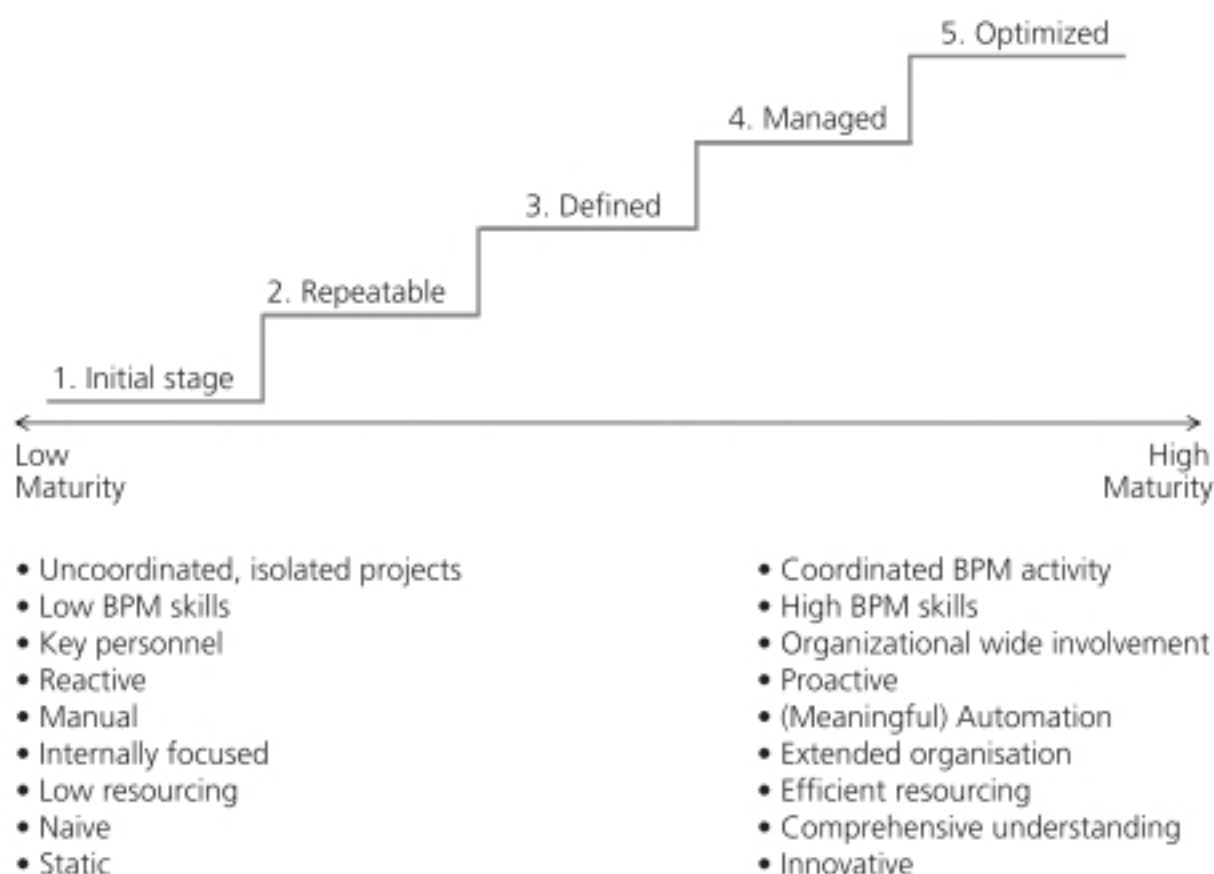 5. Optimized
4. Managed
3. Defined
2. Repeatable
1. Initial stage
Low
Maturity
High
Maturity
• Uncoordinated, isolated projects
• Low BPM skills
• Key personnel
• Reactive
• Manual
• Internally focused
• Low resourcing
• Naive
• Static
• Coordinated BPM activity
• High BPM skills
• Organizational wide involvement
• Proactive
• (Meaningful) Automation
• Extended organisation
• Efficient resourcing
• Comprehensive understanding
• Innovative